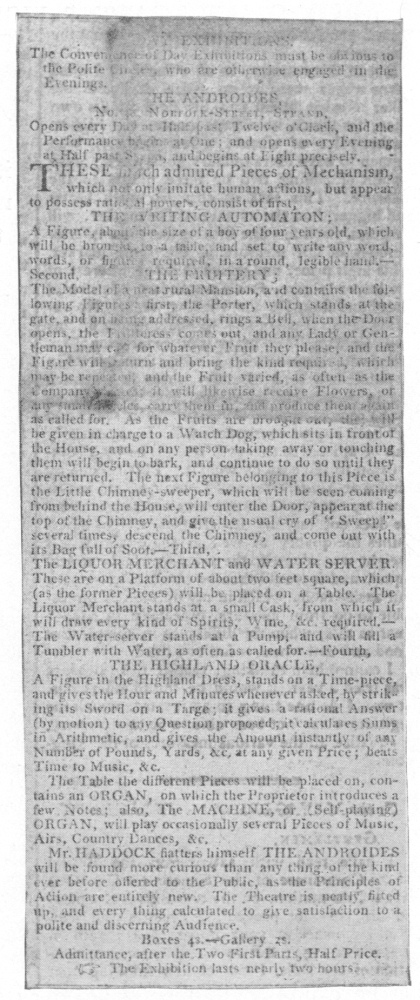 EXHIBITIONS.
The Convenience of Day Exhibitions must be obvious to
the Polite Circles, who are otherwise engaged in the
Evenings.
THE ANDROIDES,
No. NORFOLK-STREET, STRAND,
Opens every Day at Half past Twelve o'Clock, and the
Performance begins at One; and opens every Evening
at Half past Seven, and begins at Eight precisely.
THESE much admired Pieces of Mechanism,
which not only imitate human actions, but appear
to possess rational powers, consist of first,
THE WRITING AUTOMATON;
A Figure, about the size of a boy of four years old, which
will be brought to a table, and set to write any word,
words, or figures required, in a round, legible hand.—
Second. THE FRUITERY;
The Model of a neat rural Mansion, and contains the fol-
lowing Figures: first, the Porter, which stands at the
gate, and on being addressed, rings a Bell, when the Door
opens, the Fruiteress comes out, and any Lady or Gen-
tleman may call for whatever Fruit they please, and the
Figure will return and bring the kind required, which
may be repeated, and the Fruit varied, as often as the
Company it will likewise receive Flowers, or
any small carry them in, and produce them again
as called for. As the Fruits are brought out, they will
be given in charge to a Watch Dog, which sits in front of
the House, and on any person taking away or touching
them will begin to bark, and continue to do so until they
are returned. The next Figure belonging to this Piece is
the Little Chimney-sweeper, which will be seen coming
from behind the House, will enter the Door, appear at the
top of the Chimney, and give the usual cry of "Sweep!"
several times, descend the Chimney, and come out with
its Bag full of Soot.—Third,
The LIQUOR MERCHANT and WATER SERVER.
These are on a Platform of about two feet square, which
(as the former Pieces) will be placed on a Table. The
Liquor Merchant stands at a small Cask, from which it
will draw every kind of Spirits, Wine, &c. required.—
The Water-server stands at a Pump, and will fill a
Tumbler with Water, as often as called for.—Fourth,
THE HIGHLAND ORACLE,
A Figure in the Highland Dress, stands on a Time-piece,
and gives the Hour and Minutes whenever asked, by strik-
ing its Sword on a Targe; it gives a rational Answer
(by motion) to any Question proposed; it calculates Sums
in Arithmetic, and gives the Amount instantly of any
Number of Pounds, Yards, &c. at any given Price; beats
Time to Music, &c.
The Table the different Pieces will be placed on, con-
tains an ORGAN, on which the Proprietor introduces a
few Notes; also, The MACHINE, or (Self-playing)
ORGAN, will play occasionally several Pieces of Music,
Airs, Country Dances, &c.
Mr. HADDOCK flatters himself THE ANDROIDES
will be found more curious than any thing of the kind
ever before offered to the Public, as the Principles of
Action are entirely new. The Theatre is neatly fitted
up, and every thing calculated to give satisfaction to a
polite and discerning Audience.
Boxes 4s.—Gallery 2s.
Admittance, after the Two First Parts, Half Price.
☞ The Exhibition lasts nearly two hours.